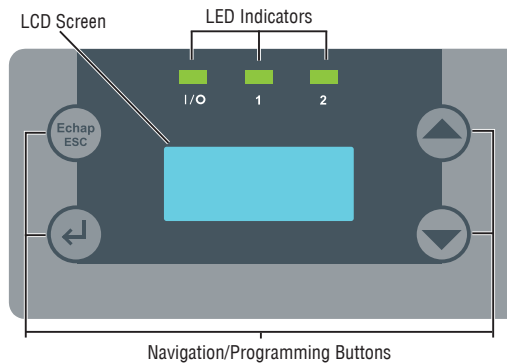 LED Indicators
LCD Screen
I/O 1 2
Echap
ESC
Navigation/Programming Buttons